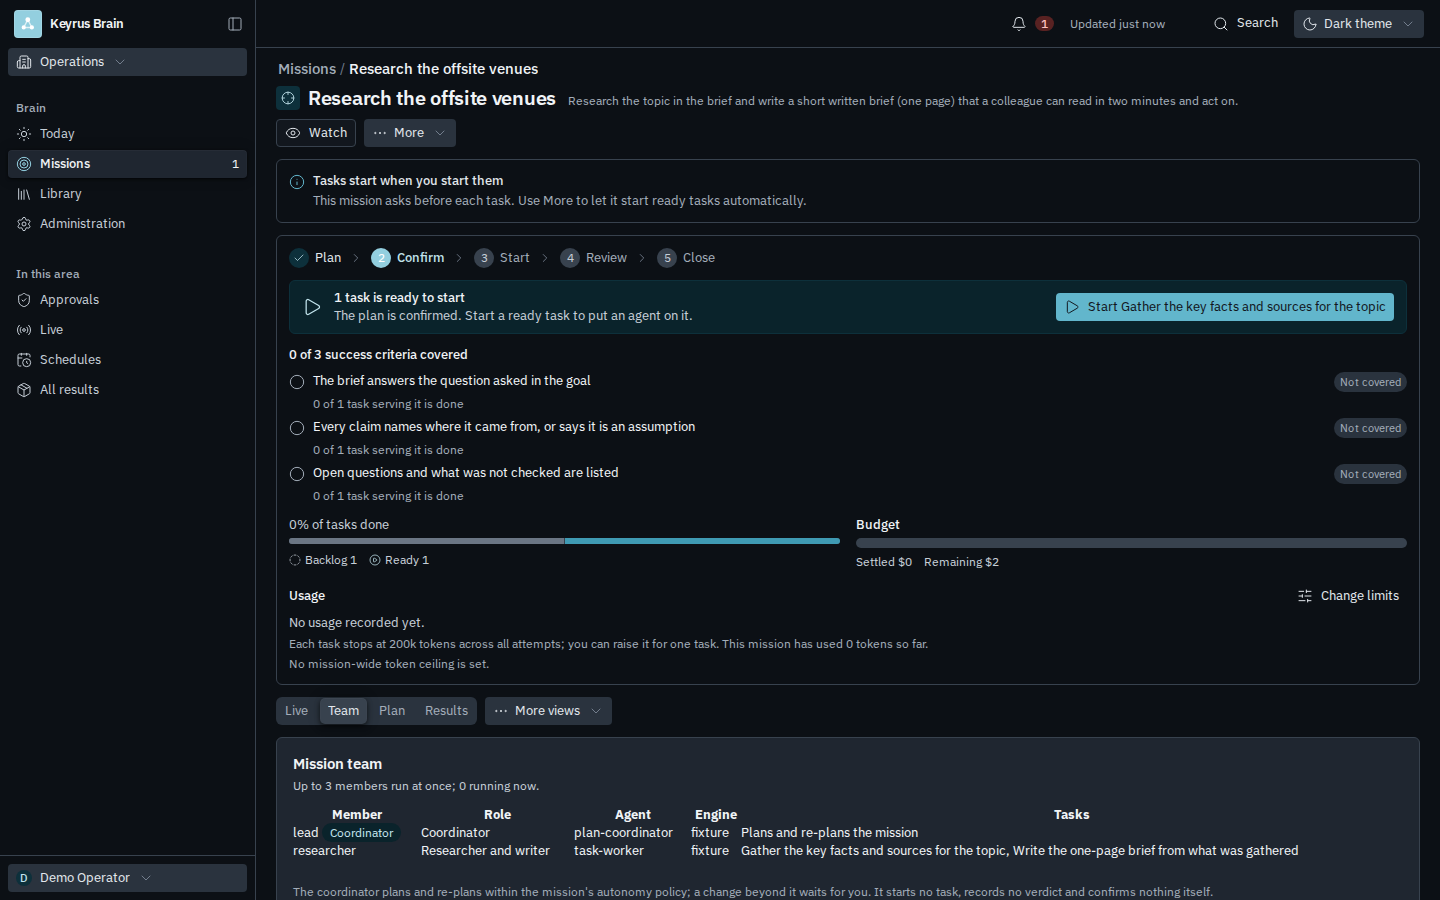 Keyrus Brain
1
Updated just now
Search
Dark theme
Operations
Brain
Today
Missions
1
Library
Administration
In this area
Approvals
Live
Schedules
All results
Demo Operator
D
Missions / Research the offsite venues
Research the offsite venues
Research the topic in the brief and write a short written brief (one page) that a colleague can read in two minutes and act on.
Watch
More
Tasks start when you start them
This mission asks before each task. Use More to let it start ready tasks automatically.
Plan
2 Confirm
3 Start
4 Review
5 Close
1 task is ready to start
The plan is confirmed. Start a ready task to put an agent on it.
Start Gather the key facts and sources for the topic
0 of 3 success criteria covered
The brief answers the question asked in the goal
Not covered
0 of 1 task serving it is done
Every claim names where it came from, or says it is an assumption
Not covered
0 of 1 task serving it is done
Open questions and what was not checked are listed
Not covered
0 of 1 task serving it is done
0% of tasks done
Backlog 1
Ready 1
Budget
Settled $0 Remaining $2
Usage
Change limits
No usage recorded yet.
Each task stops at 200k tokens across all attempts; you can raise it for one task. This mission has used 0 tokens so far.
No mission-wide token ceiling is set.
Live
Team
Plan
Results
More views
Mission team
Up to 3 members run at once; 0 running now.
Member Role Agent Engine Tasks
lead Coordinator Coordinator plan-coordinator fixture Plans and re-plans the mission
researcher Researcher and writer task-worker fixture Gather the key facts and sources for the topic, Write the one-page brief from what was gathered
The coordinator plans and re-plans within the mission's autonomy policy; a change beyond it waits for you. It starts no task, records no verdict and confirms nothing itself.